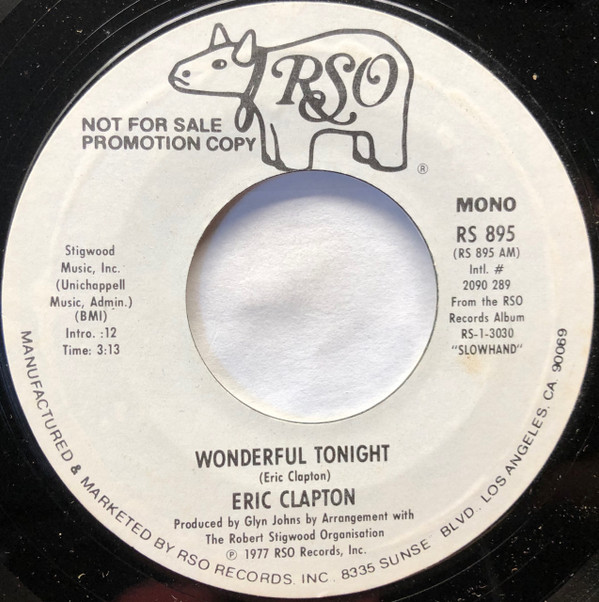 RSO
®
NOT FOR SALE
PROMOTION COPY
MONO
RS 895
(RS 895 AM)
Intl. #
2090 289
From the RSO
Records Album
RS-1-3030
"SLOWHAND"
Stigwood
Music, Inc.
(Unichappell
Music, Admin.)
(BMI)
Intro. :12
Time: 3:13
WONDERFUL TONIGHT
(Eric Clapton)
ERIC CLAPTON
Produced by Glyn Johns by Arrangement with
The Robert Stigwood Organisation
℗ 1977 RSO Records, Inc.
MANUFACTURED & MARKETED BY RSO RECORDS, INC., 8335 SUNSE BLVD., LOS ANGELES, CA. 90069